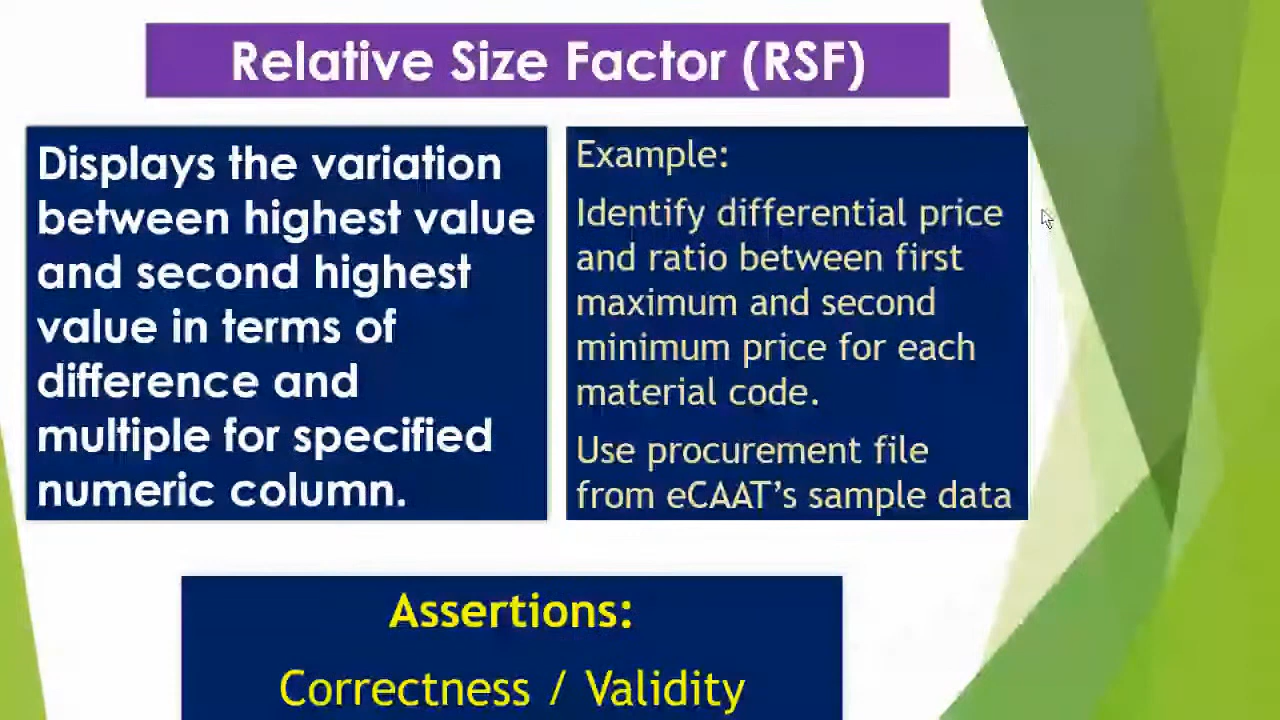 Relative Size Factor (RSF)
Displays the variation
between highest value
and second highest
value in terms of
difference and
multiple for specified
numeric column.
Example:
Identify differential price
and ratio between first
maximum and second
minimum price for each
material code.
Use procurement file
from eCAAT’s sample data
Assertions:
Correctness / Validity